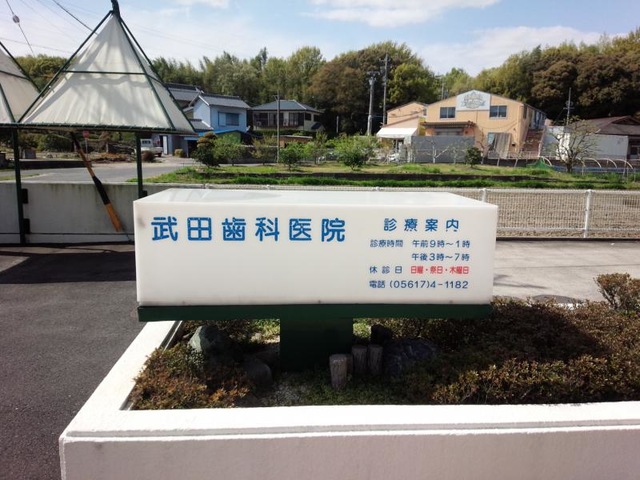 武田歯科医院
診療案内
診療時間 午前9時～1時
午後3時～7時
休診日 日曜・祭日・木曜日
電話(05617)4-1182